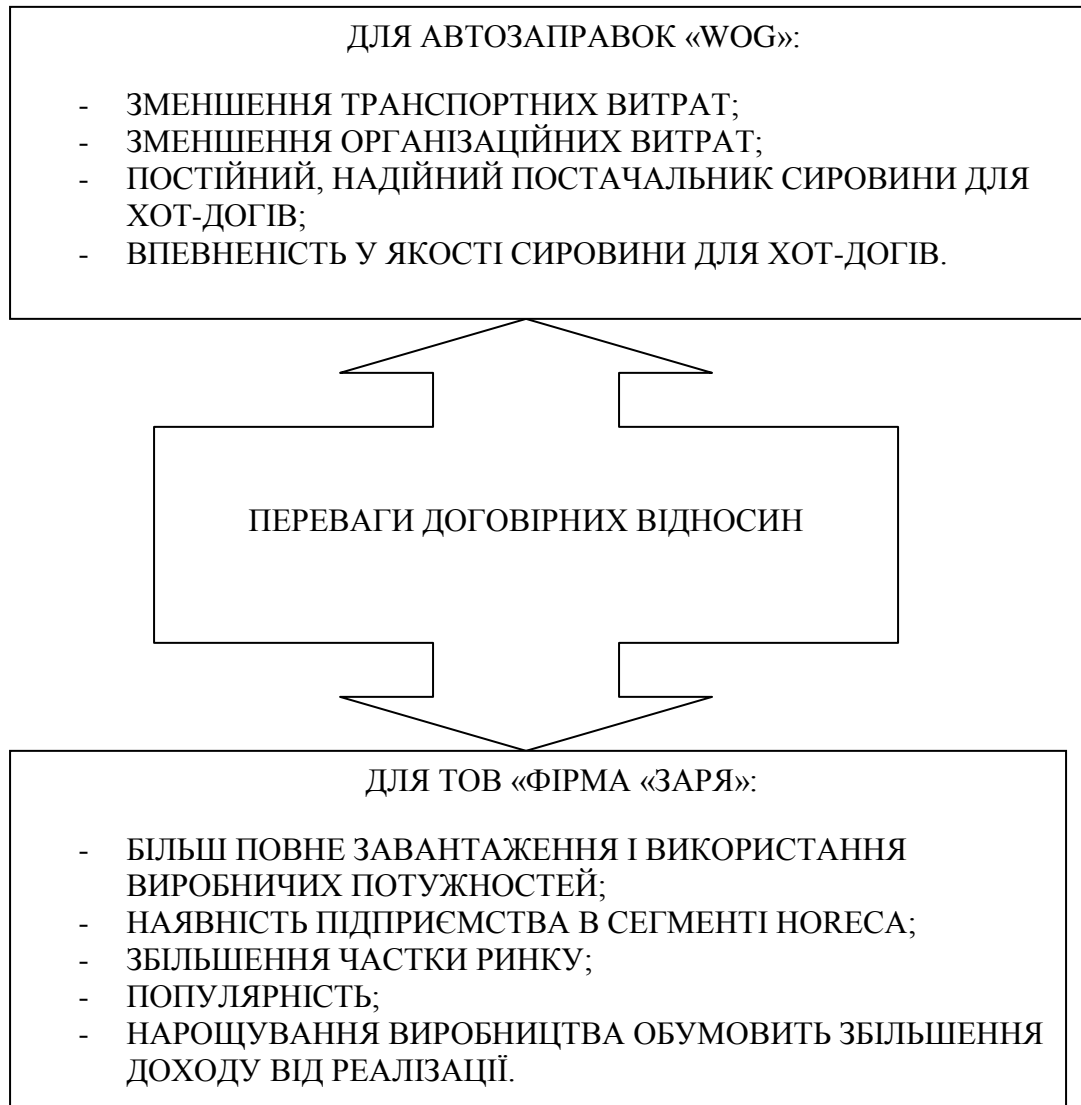 ДЛЯ АВТОЗАПРАВОК «WOG»:
- ЗМЕНШЕННЯ ТРАНСПОРТНИХ ВИТРАТ;
- ЗМЕНШЕННЯ ОРГАНІЗАЦІЙНИХ ВИТРАТ;
- ПОСТІЙНИЙ, НАДІЙНИЙ ПОСТАЧАЛЬНИК СИРОВИНИ ДЛЯ
ХОТ-ДОГІВ;
- ВПЕВНЕНІСТЬ У ЯКОСТІ СИРОВИНИ ДЛЯ ХОТ-ДОГІВ.
ПЕРЕВАГИ ДОГОВІРНИХ ВІДНОСИН
ДЛЯ ТОВ «ФІРМА «ЗАРЯ»:
- БІЛЬШ ПОВНЕ ЗАВАНТАЖЕННЯ І ВИКОРИСТАННЯ
ВИРОБНИЧИХ ПОТУЖНОСТЕЙ;
- НАЯВНІСТЬ ПІДПРИЄМСТВА В СЕГМЕНТІ HORECA;
- ЗБІЛЬШЕННЯ ЧАСТКИ РИНКУ;
- ПОПУЛЯРНІСТЬ;
- НАРОЩУВАННЯ ВИРОБНИЦТВА ОБУМОВИТЬ ЗБІЛЬШЕННЯ
ДОХОДУ ВІД РЕАЛІЗАЦІЇ.